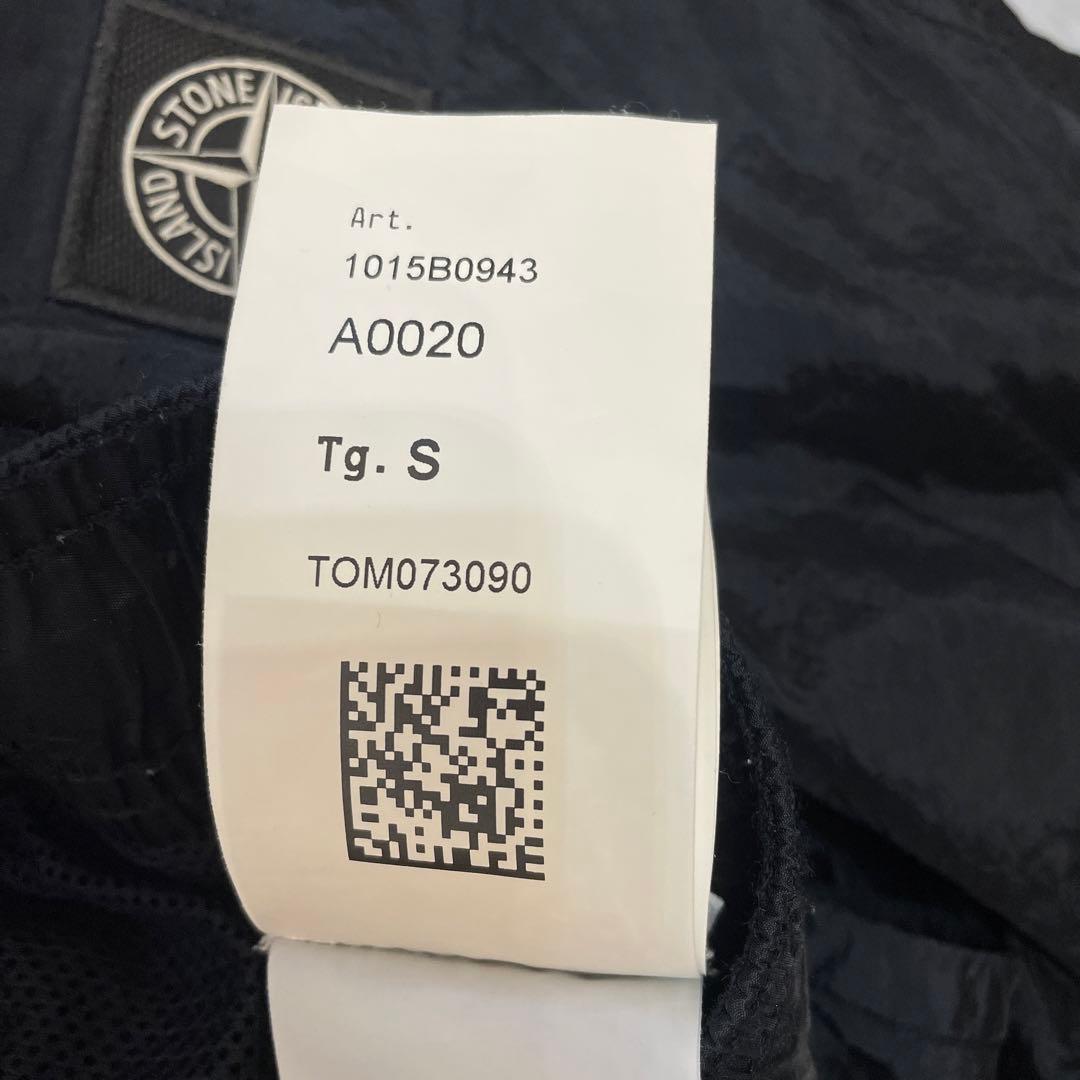 STONE
ISLAND
Art.
1015B0943
A0020
Tg. S
TOM073090